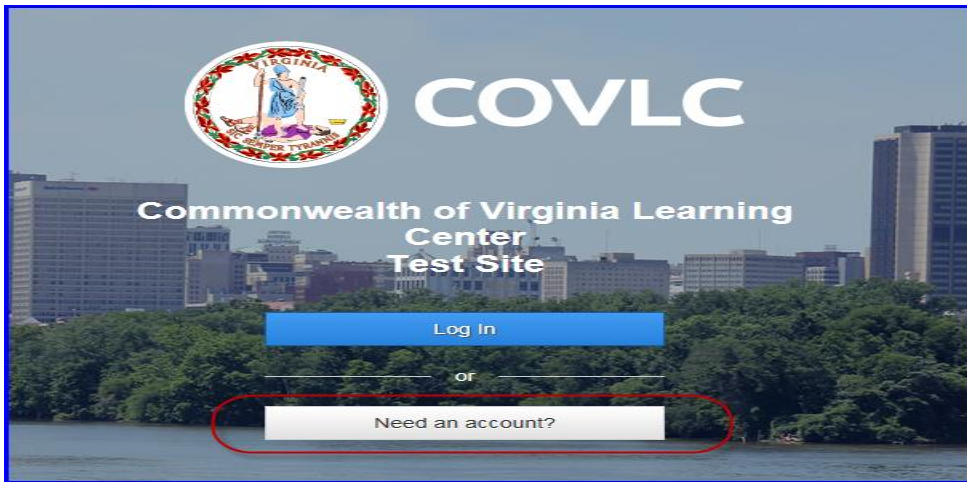 VIRGINIA
SIC SEMPER TYRANNIS
COVLC
Commonwealth of Virginia Learning
Center
Test Site
Log In
or
Need an account?